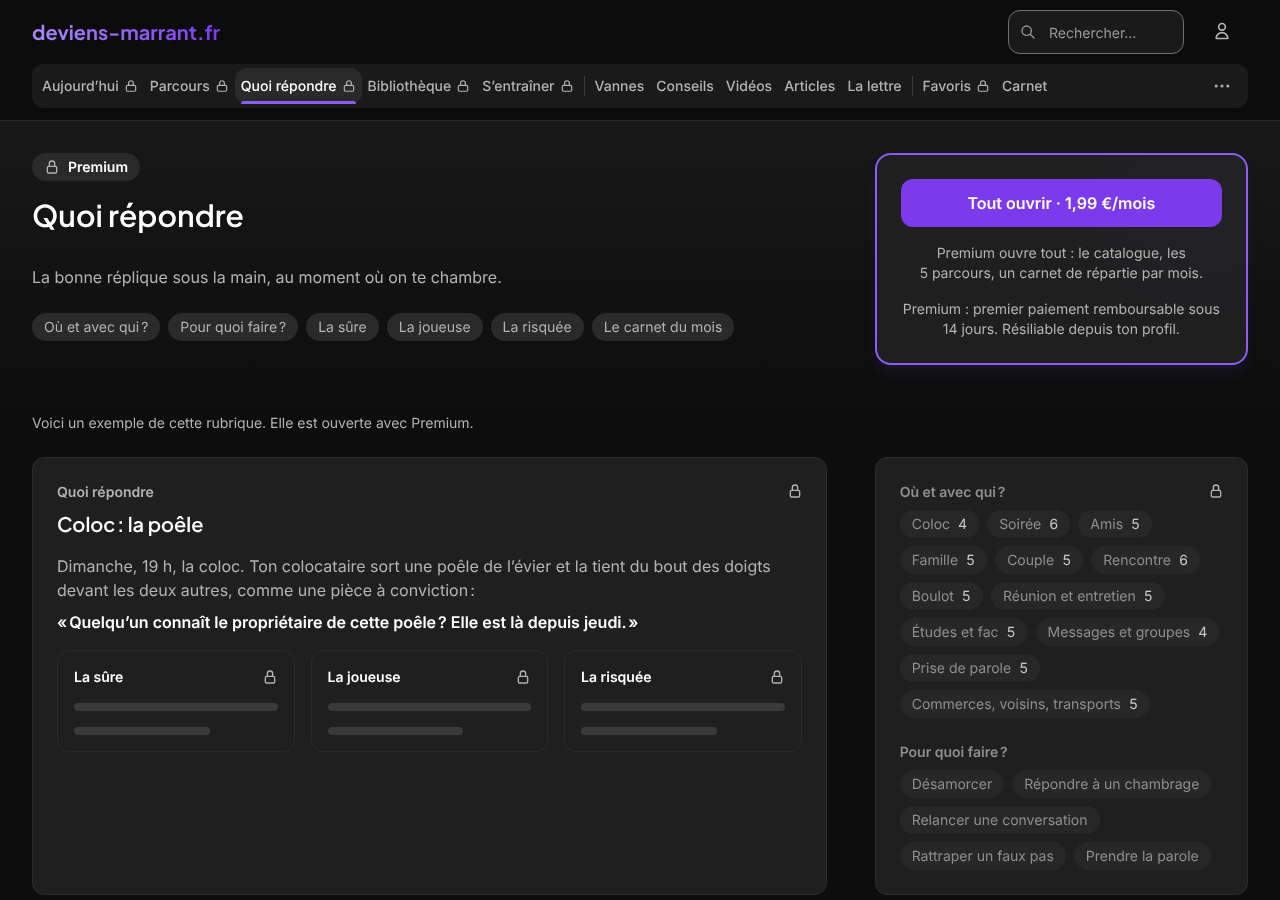 deviens-marrant.fr
Rechercher...
Aujourd’hui Parcours Quoi répondre Bibliothèque S’entraîner Vannes Conseils Vidéos Articles La lettre Favoris Carnet
Premium
Quoi répondre
La bonne réplique sous la main, au moment où on te chambre.
Où et avec qui ? Pour quoi faire ? La sûre La joueuse La risquée Le carnet du mois
Tout ouvrir · 1,99 €/mois
Premium ouvre tout : le catalogue, les
5 parcours, un carnet de répartie par mois.
Premium : premier paiement remboursable sous
14 jours. Résiliable depuis ton profil.
Voici un exemple de cette rubrique. Elle est ouverte avec Premium.
Quoi répondre
Coloc : la poêle
Dimanche, 19 h, la coloc. Ton colocataire sort une poêle de l’évier et la tient du bout des doigts
devant les deux autres, comme une pièce à conviction :
« Quelqu’un connaît le propriétaire de cette poêle ? Elle est là depuis jeudi. »
La sûre La joueuse La risquée
Où et avec qui ?
Coloc 4 Soirée 6 Amis 5
Famille 5 Couple 5 Rencontre 6
Boulot 5 Réunion et entretien 5
Études et fac 5 Messages et groupes 4
Prise de parole 5
Commerces, voisins, transports 5
Pour quoi faire ?
Désamorcer Répondre à un chambrage
Relancer une conversation
Rattraper un faux pas Prendre la parole